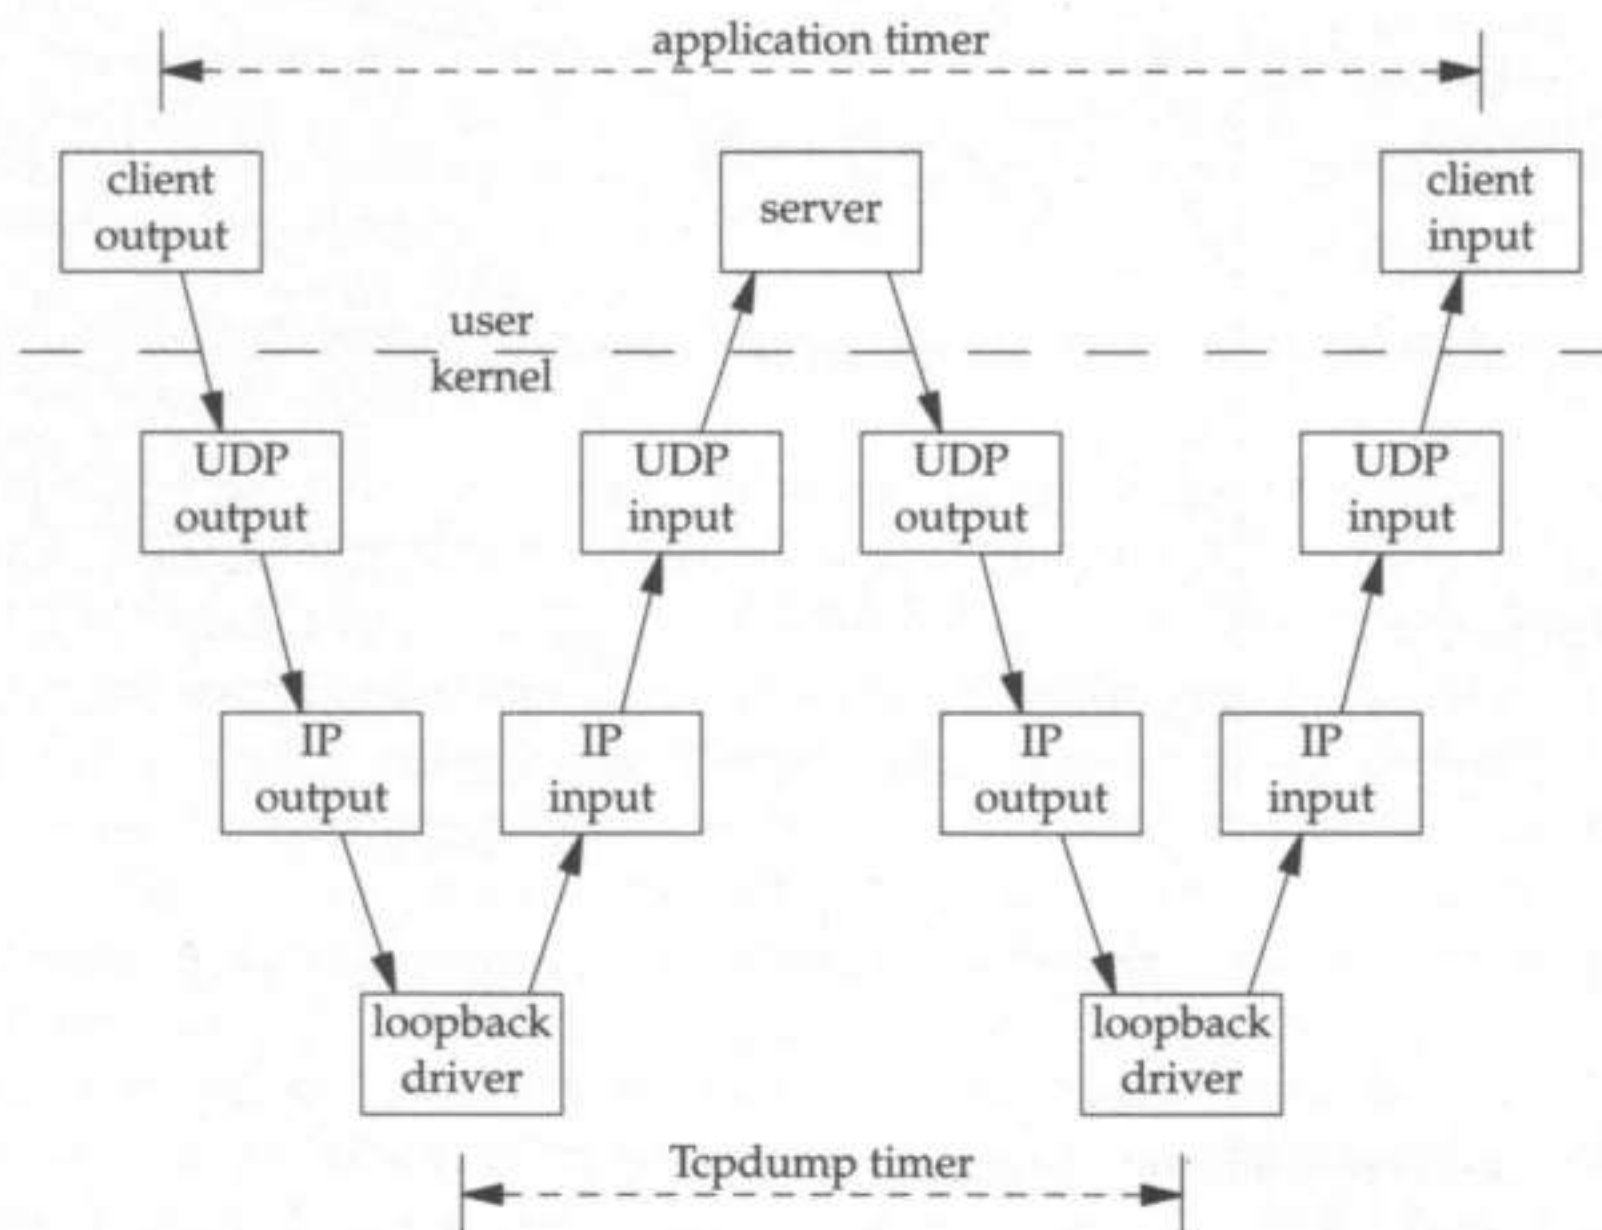 application timer
client
output
server
client
input
user
kernel
UDP
output
UDP
input
UDP
output
UDP
input
IP
output
IP
input
IP
output
IP
input
loopback
driver
loopback
driver
Tcpdump timer